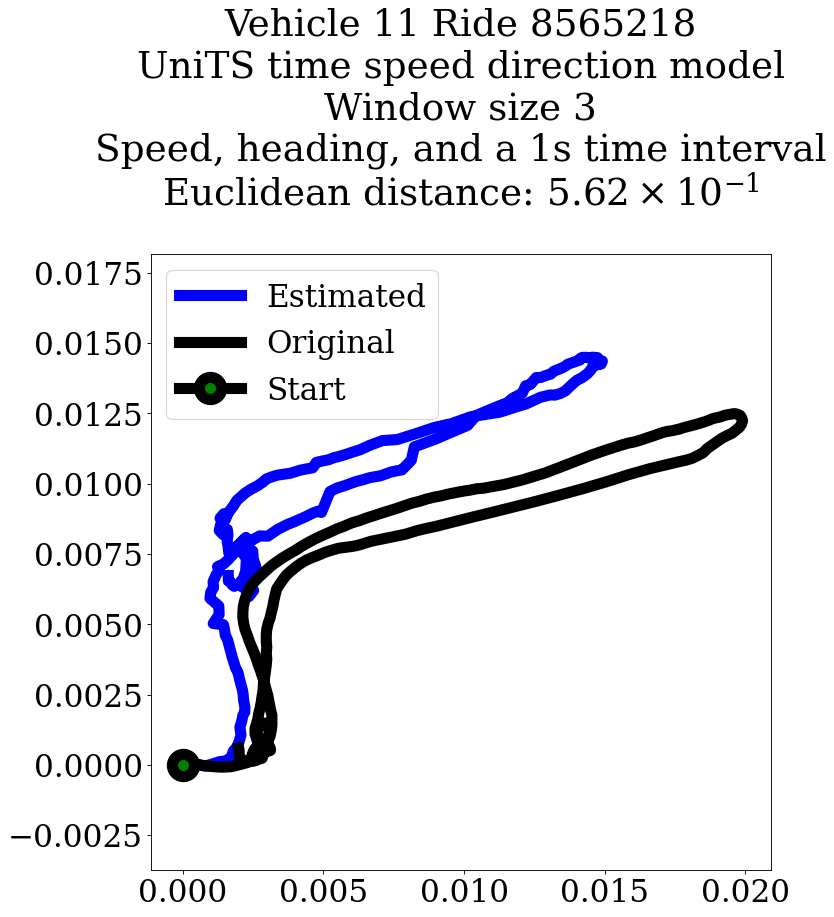 Vehicle 11 Ride 8565218
UniTS time speed direction model
Window size 3
Speed, heading, and a 1s time interval
Euclidean distance: 5.62 × 10⁻¹
Estimated
Original
Start
0.0175
0.0150
0.0125
0.0100
0.0075
0.0050
0.0025
0.0000
−0.0025
0.000 0.005 0.010 0.015 0.020